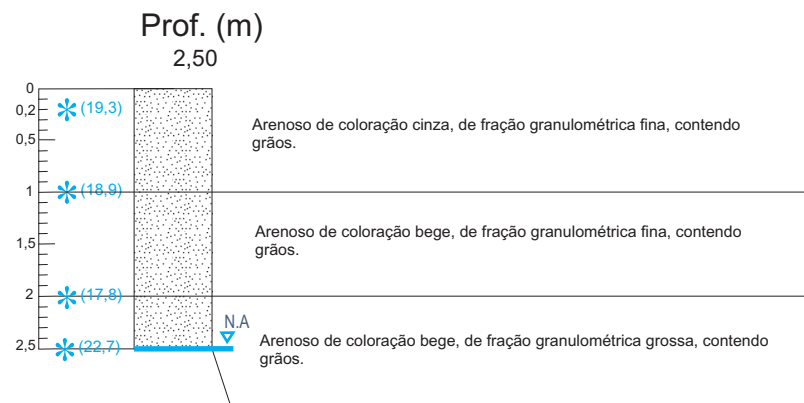 Prof. (m)
2,50
0
0,2
(19,3)
0,5
Arenoso de coloração cinza, de fração granulométrica fina, contendo
grãos.
1
(18,9)
1,5
Arenoso de coloração bege, de fração granulométrica fina, contendo
grãos.
2
(17,8)
N.A
2,5
(22,7)
Arenoso de coloração bege, de fração granulométrica grossa, contendo
grãos.